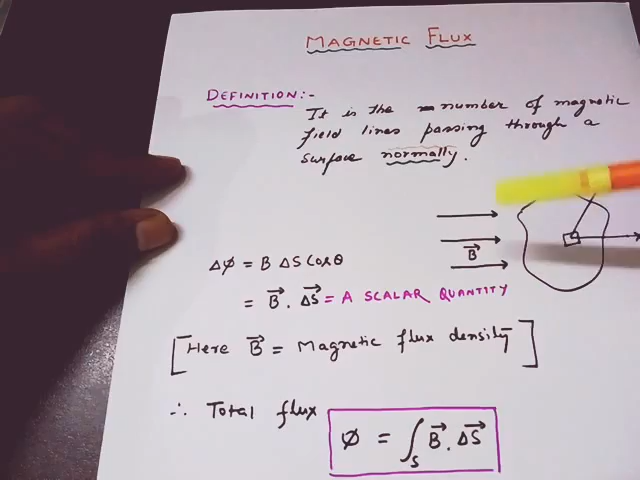 MAGNETIC FLUX
DEFINITION:-
It is the number of magnetic
field lines passing through a
surface normally.
B⃗
Δφ = B ΔS Cosθ
= B⃗ . ΔS⃗ = A SCALAR QUANTITY
[Here B⃗ = Magnetic flux density]
∴ Total flux
φ = ∫_S B⃗ . ΔS⃗